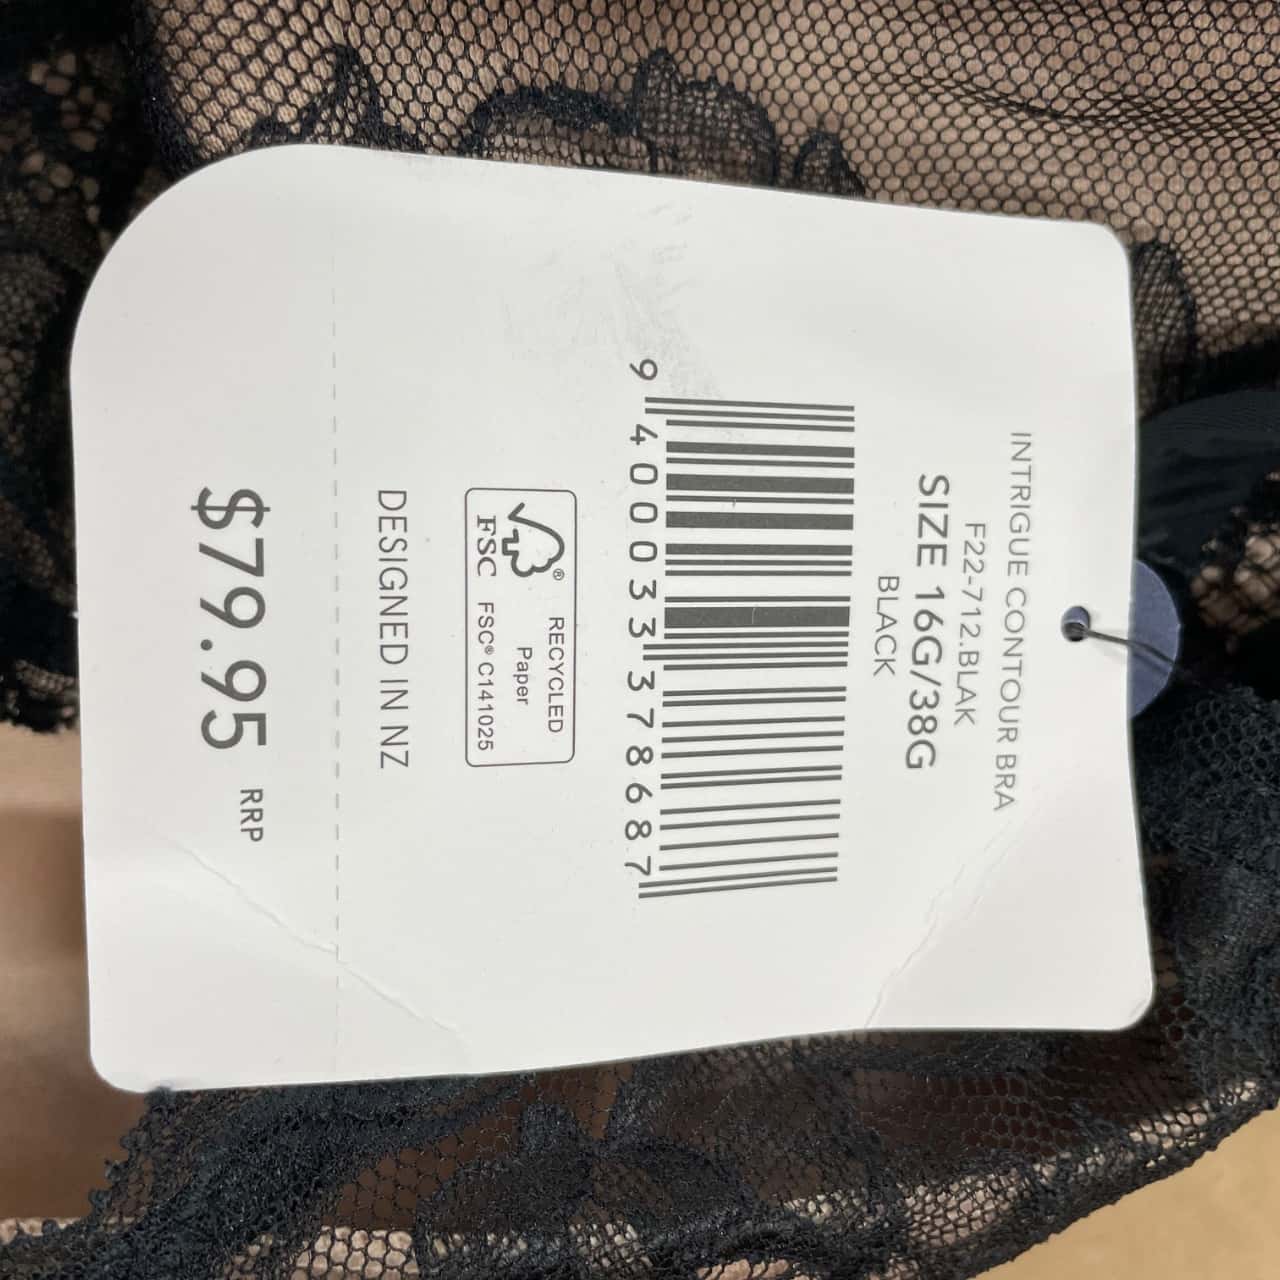 INTRIGUE CONTOUR BRA
F22-712.BLAK
SIZE 16G/38G
BLACK
9 400033 378687
FSC® RECYCLED
Paper
FSC® C141025
DESIGNED IN NZ
$79.95 RRP